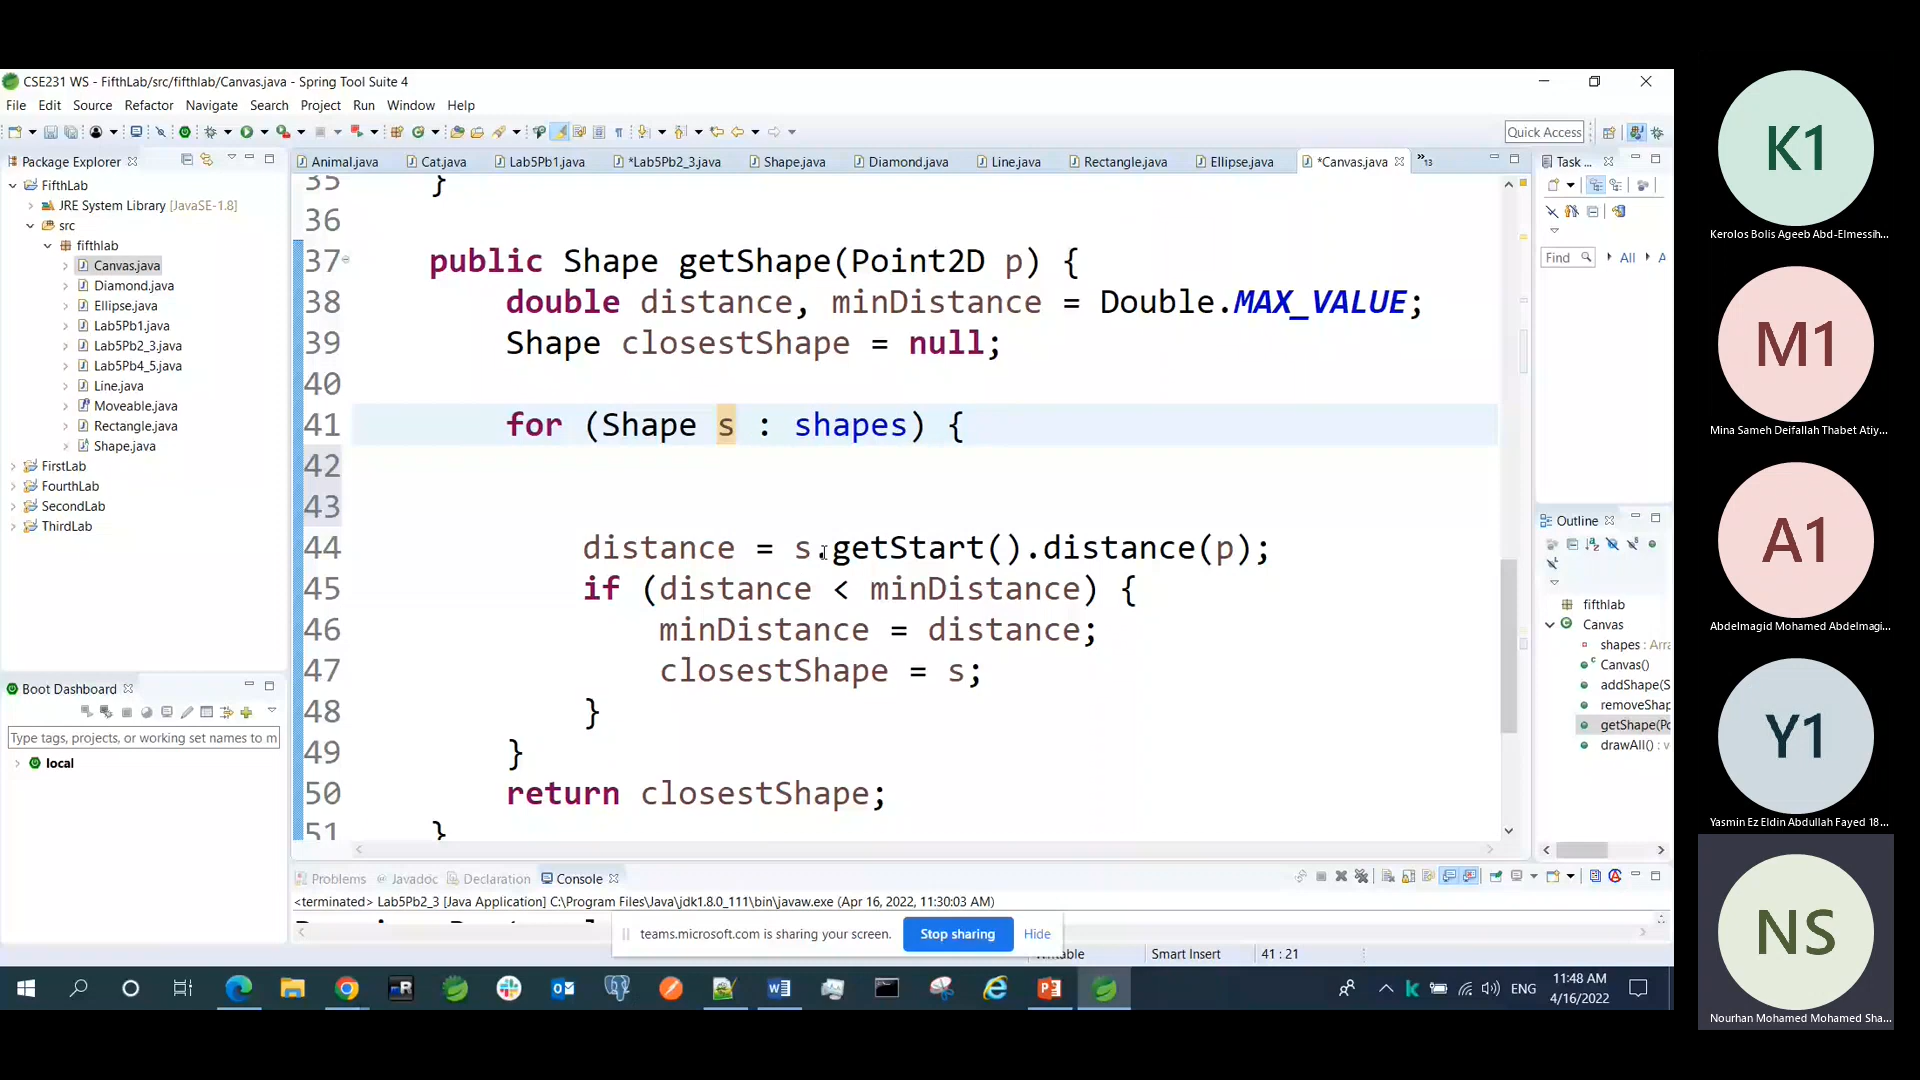 CSE231 WS - FifthLab/src/fifthlab/Canvas.java - Spring Tool Suite 4
File Edit Source Refactor Navigate Search Project Run Window Help
Quick Access
Package Explorer
FifthLab
JRE System Library [JavaSE-1.8]
src
fifthlab
Canvas.java
Diamond.java
Ellipse.java
Lab5Pb1.java
Lab5Pb2_3.java
Lab5Pb4_5.java
Line.java
Moveable.java
Rectangle.java
Shape.java
FirstLab
FourthLab
SecondLab
ThirdLab
Boot Dashboard
Type tags, projects, or working set names to m
local
Animal.java Cat.java Lab5Pb1.java *Lab5Pb2_3.java Shape.java Diamond.java Line.java Rectangle.java Ellipse.java *Canvas.java »13
35 }
36
37 public Shape getShape(Point2D p) {
38 double distance, minDistance = Double.MAX_VALUE;
39 Shape closestShape = null;
40
41 for (Shape s : shapes) {
42
43
44 distance = s.getStart().distance(p);
45 if (distance < minDistance) {
46 minDistance = distance;
47 closestShape = s;
48 }
49 }
50 return closestShape;
51 }
Task ...
Find All A
Outline
fifthlab
Canvas
shapes : Arra
Canvas()
addShape(S
removeShap
getShape(Po
drawAll() : v
Problems Javadoc Declaration Console
<terminated> Lab5Pb2_3 [Java Application] C:\Program Files\Java\jdk1.8.0_111\bin\javaw.exe (Apr 16, 2022, 11:30:03 AM)
teams.microsoft.com is sharing your screen. Stop sharing Hide
Smart Insert 41 : 21
ENG
11:48 AM
4/16/2022
K1
Kerolos Bolis Ageeb Abd-Elmessih...
M1
Mina Sameh Deifallah Thabet Atiy...
A1
Abdelmagid Mohamed Abdelmagi...
Y1
Yasmin Ez Eldin Abdullah Fayed 18...
NS
Nourhan Mohamed Mohamed Sha...